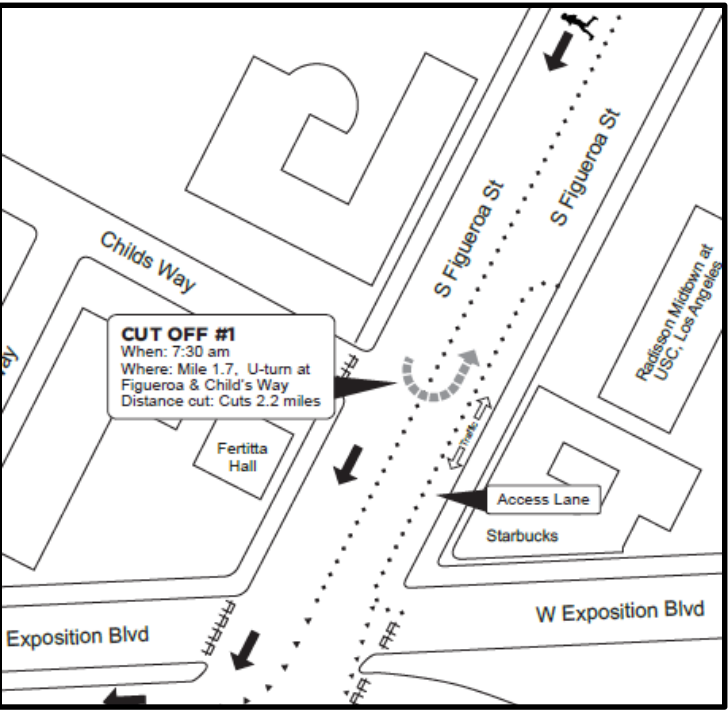 S Figueroa St
S Figueroa St
Childs Way
Radisson Midtown at
USC, Los Angeles
ay
CUT OFF #1
When: 7:30 am
Where: Mile 1.7, U-turn at
Figueroa & Child's Way
Distance cut: Cuts 2.2 miles
Traffic
Fertitta
Hall
Access Lane
Starbucks
Exposition Blvd
W Exposition Blvd